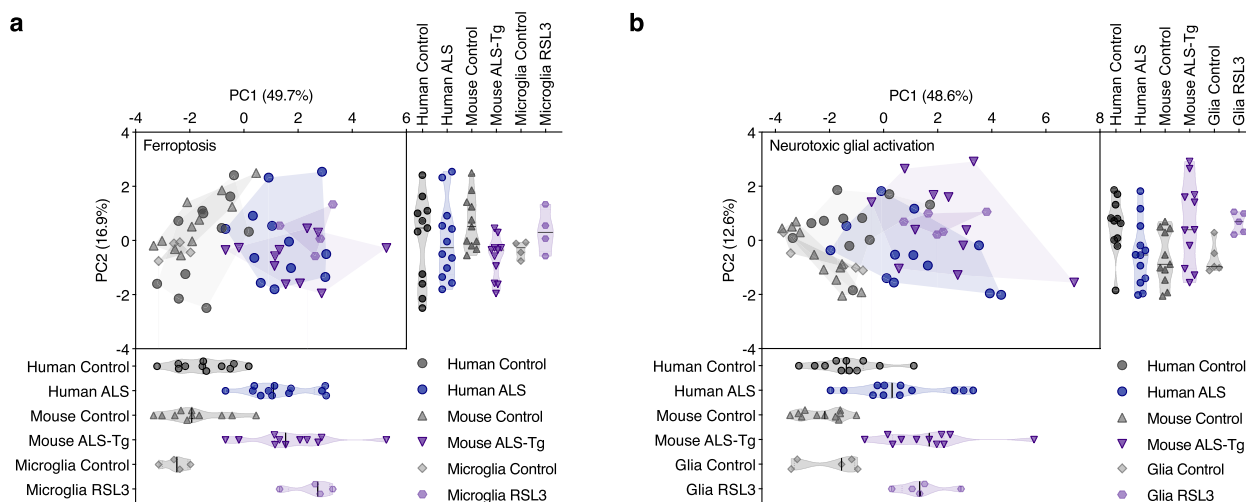 a
PC1 (49.7%)
-4 -2 0 2 4 6
4
2
0
-2
-4
PC2 (16.9%)
Ferroptosis
Human Control
Human ALS
Mouse Control
Mouse ALS-Tg
Microglia Control
Microglia RSL3
Human Control
Human ALS
Mouse Control
Mouse ALS-Tg
Microglia Control
Microglia RSL3
Human Control
Human ALS
Mouse Control
Mouse ALS-Tg
Microglia Control
Microglia RSL3
b
PC1 (48.6%)
-4 -2 0 2 4 6 8
4
2
0
-2
-4
PC2 (12.6%)
Neurotoxic glial activation
Human Control
Human ALS
Mouse Control
Mouse ALS-Tg
Glia Control
Glia RSL3
Human Control
Human ALS
Mouse Control
Mouse ALS-Tg
Glia Control
Glia RSL3
Human Control
Human ALS
Mouse Control
Mouse ALS-Tg
Glia Control
Glia RSL3